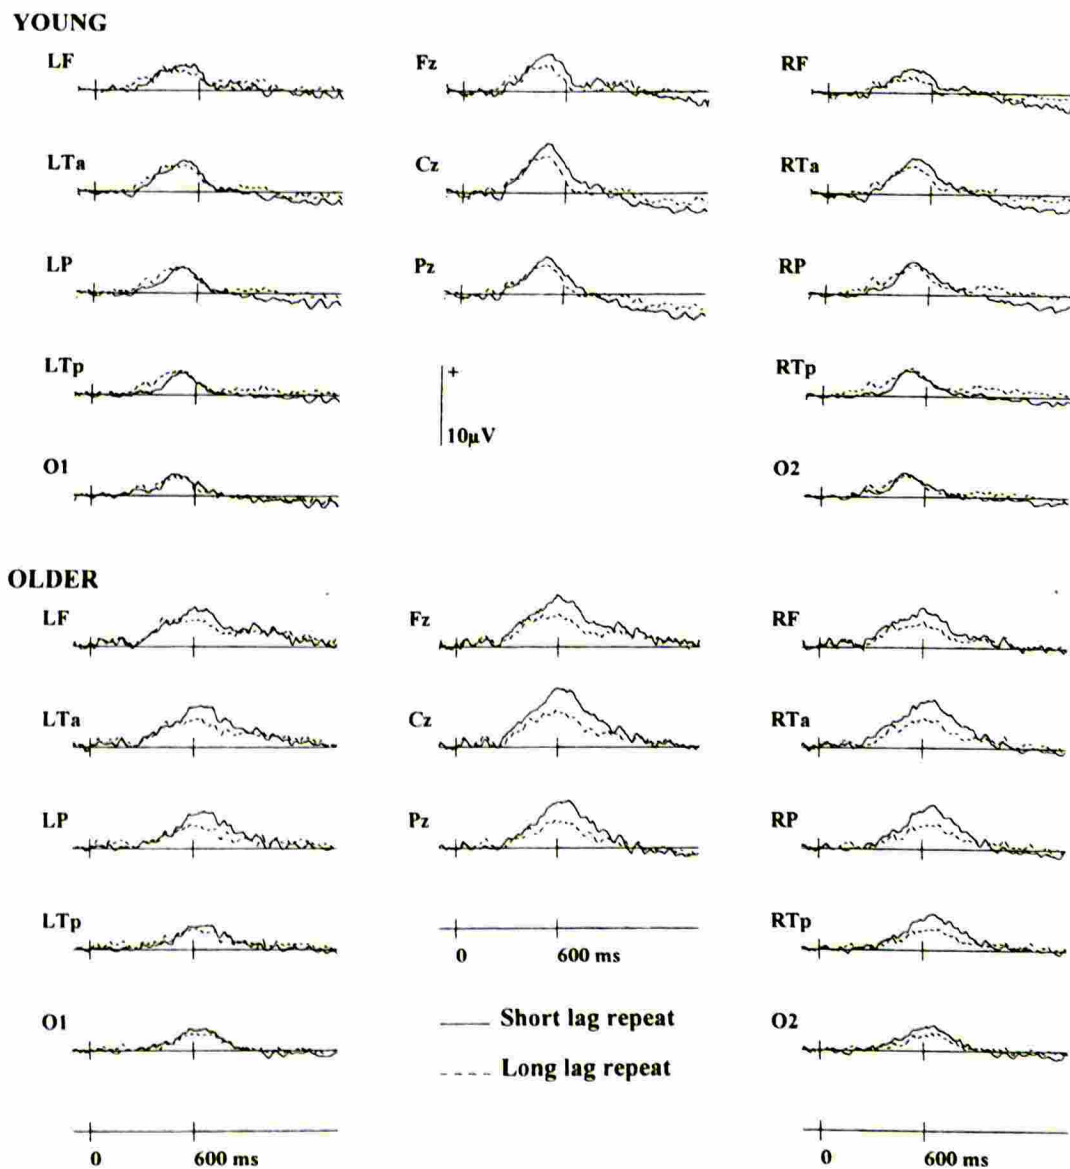 YOUNG
LF Fz RF
LTa Cz RTa
LP Pz RP
LTp RTp
+
10µV
O1 O2
OLDER
LF Fz RF
LTa Cz RTa
LP Pz RP
LTp RTp
0 600 ms
O1 O2
Short lag repeat
Long lag repeat
0 600 ms 0 600 ms